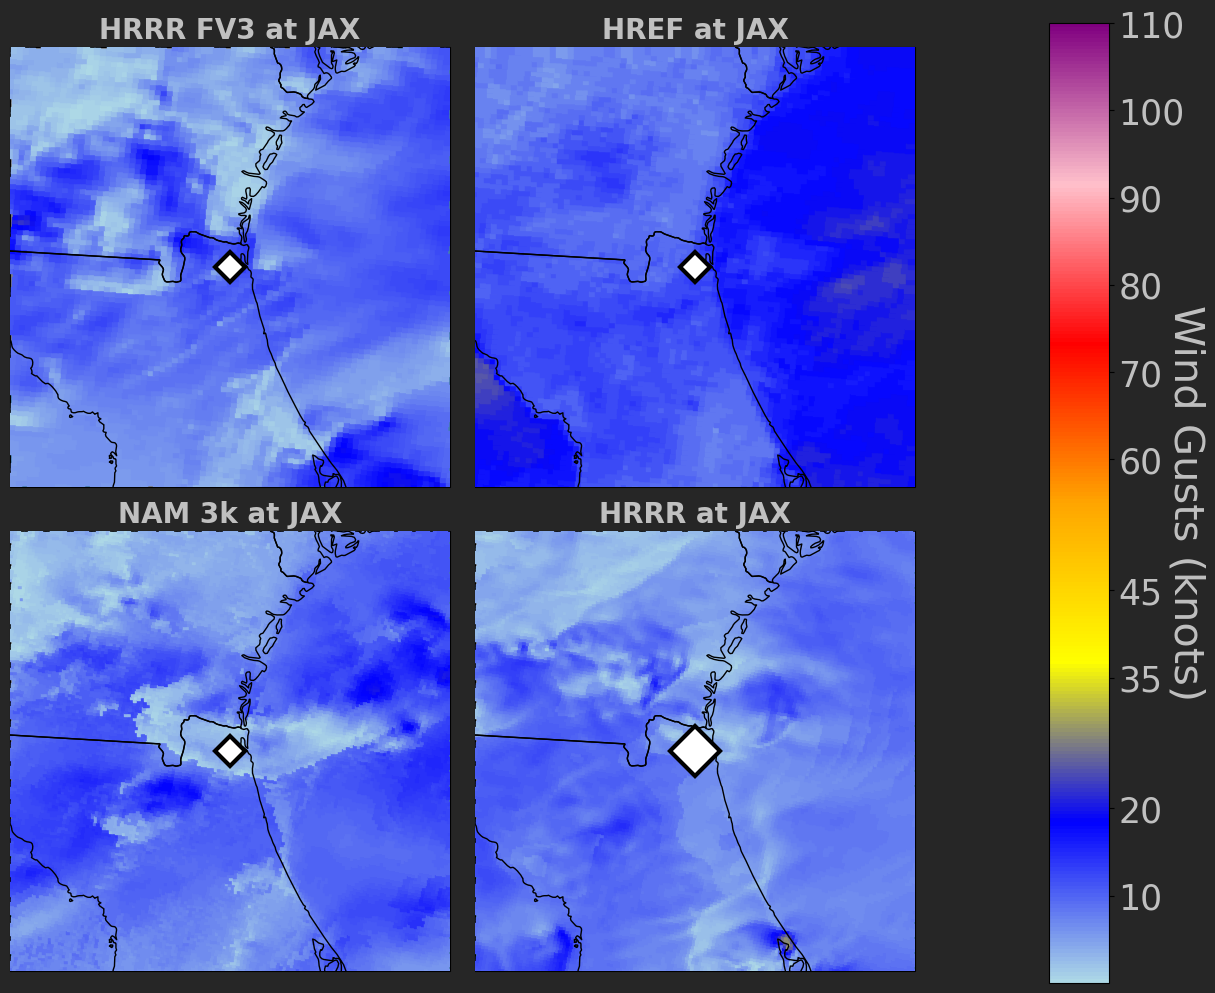 HRRR FV3 at JAX
HREF at JAX
NAM 3k at JAX
HRRR at JAX
110
100
90
80
70
60
45
35
20
10
Wind Gusts (knots)